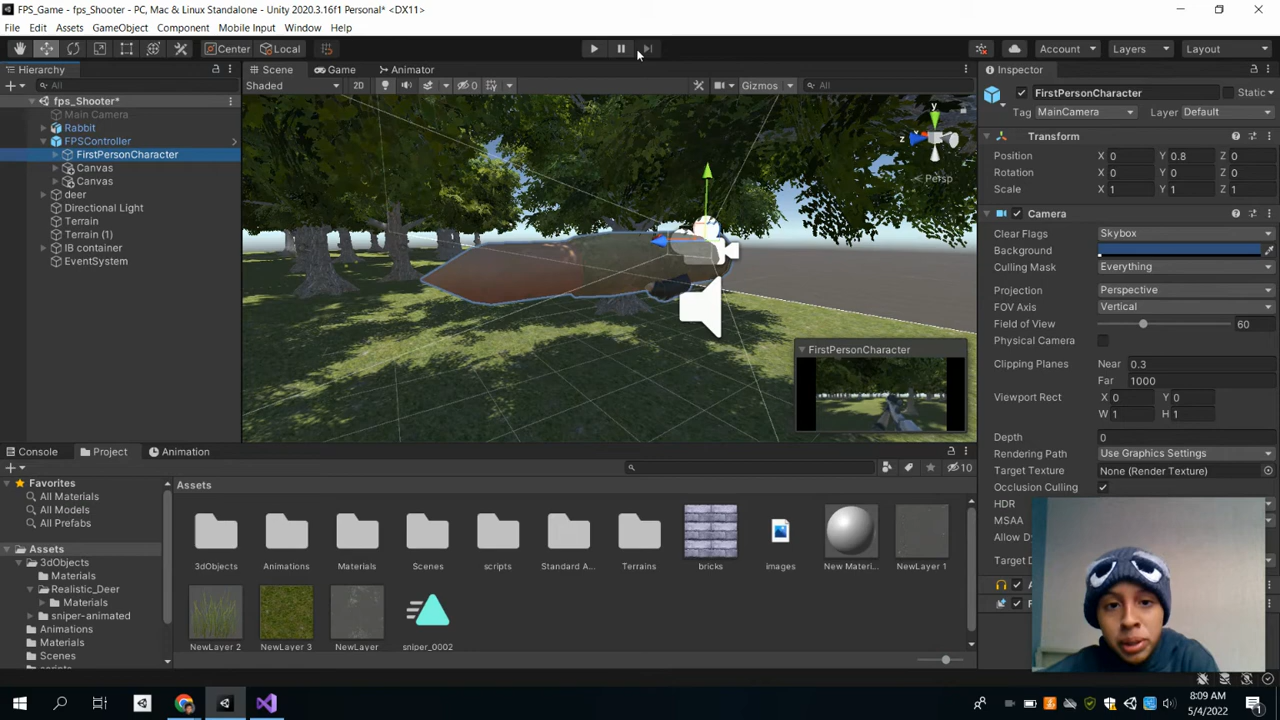 FPS_Game - fps_Shooter - PC, Mac & Linux Standalone - Unity 2020.3.16f1 Personal* <DX11>
File Edit Assets GameObject Component Mobile Input Window Help
Center Local Account Layers Layout
Hierarchy Scene Game Animator Inspector
All Shaded 2D 0 Gizmos All
fps_Shooter*
Main Camera
Rabbit
FPSController
FirstPersonCharacter
Canvas
Canvas
deer
Directional Light
Terrain
Terrain (1)
IB container
EventSystem
y
z
Persp
FirstPersonCharacter
FirstPersonCharacter Static
Tag MainCamera Layer Default
Transform
Position X 0 Y 0.8 Z 0
Rotation X 0 Y 0 Z 0
Scale X 1 Y 1 Z 1
Camera
Clear Flags Skybox
Background
Culling Mask Everything
Projection Perspective
FOV Axis Vertical
Field of View 60
Physical Camera
Clipping Planes Near 0.3
Far 1000
Viewport Rect X 0 Y 0
W 1 H 1
Depth 0
Rendering Path Use Graphics Settings
Target Texture None (Render Texture)
Occlusion Culling
HDR
MSAA
Allow Dy
Target D
Console Project Animation
10
Favorites
All Materials
All Models
All Prefabs
Assets
3dObjects
Materials
Realistic_Deer
Materials
sniper-animated
Animations
Materials
Scenes
Assets
3dObjects Animations Materials Scenes scripts Standard A... Terrains bricks images New Materi... NewLayer 1
NewLayer 2 NewLayer 3 NewLayer sniper_0002
8:09 AM
5/4/2022
1